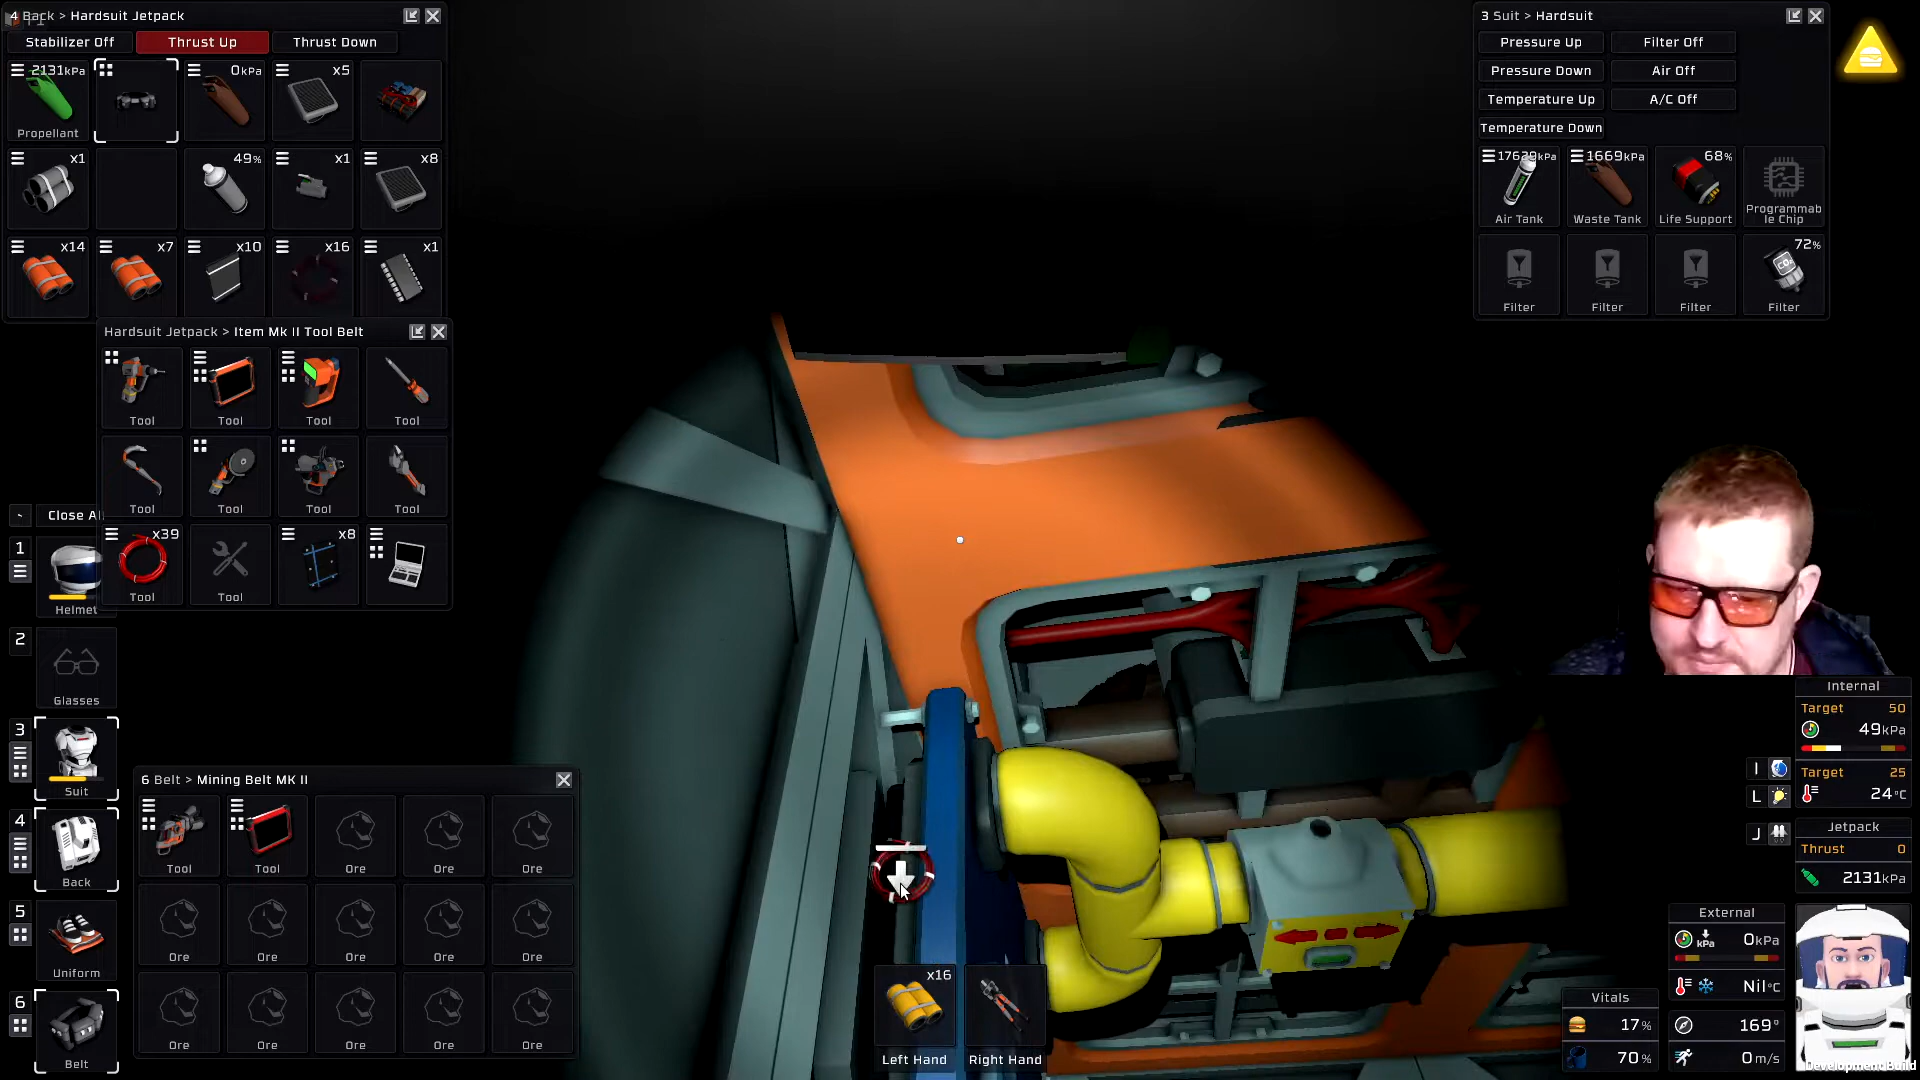 4 Back > Hardsuit Jetpack
Stabilizer Off
Thrust Up
Thrust Down
2131kPa
0kPa
x5
Propellant
x1
49%
x1
x8
x14
x7
x10
x16
x1
Hardsuit Jetpack > Item Mk II Tool Belt
Tool
Tool
Tool
Tool
Tool
Tool
Tool
Tool
x39
x8
Tool
Tool
~
1
Helmet
2
Glasses
3
Suit
4
Back
5
Uniform
6
Belt
6 Belt > Mining Belt MK II
Tool
Tool
Ore
Ore
Ore
Ore
Ore
Ore
Ore
Ore
Ore
Ore
Ore
Ore
Ore
x16
Left Hand
Right Hand
3 Suit > Hardsuit
Pressure Up
Filter Off
Pressure Down
Air Off
Temperature Up
A/C Off
Temperature Down
1669kPa
68%
Air Tank
Waste Tank
Life Support
Programmab
le Chip
72%
CO₂
Filter
Filter
Filter
Filter
Internal
Target 50
49kPa
Target 25
24°C
I
L
J
Jetpack
Thrust 0
2131kPa
External
kPa
0kPa
Nil°C
Vitals
17%
70%
169°
0m/s
Development Build